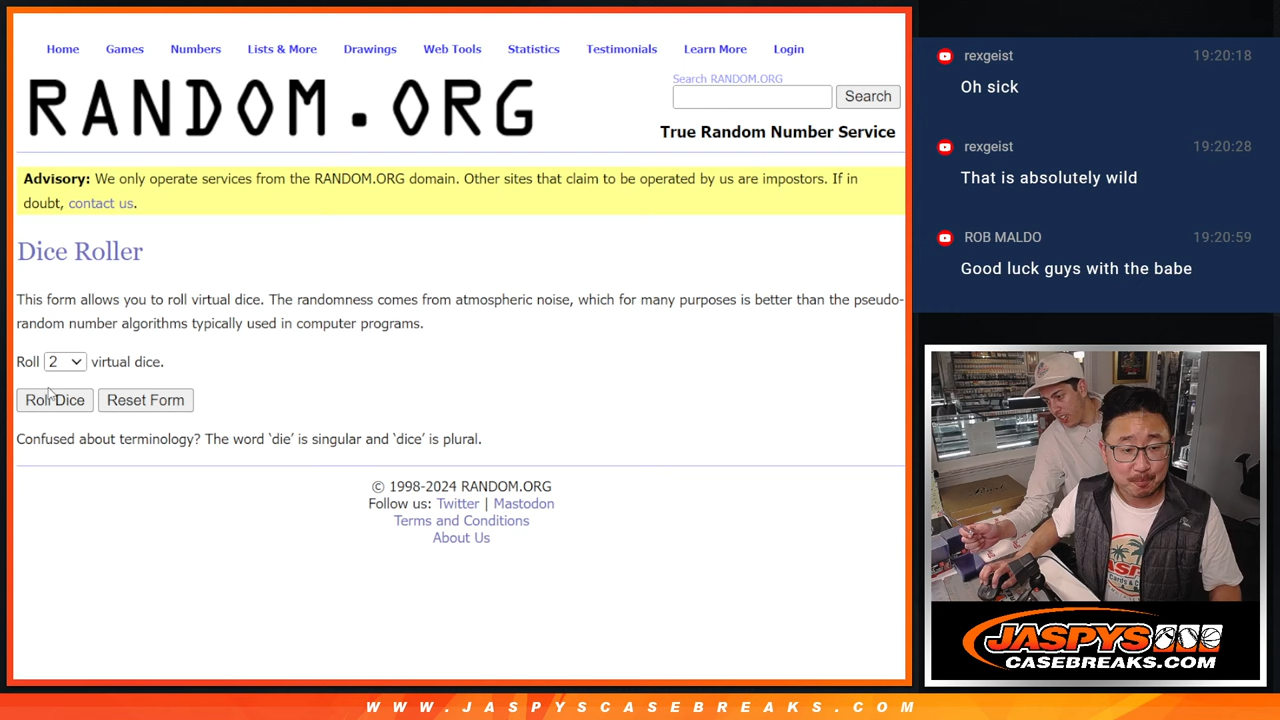 Home Games Numbers Lists & More Drawings Web Tools Statistics Testimonials Learn More Login
RANDOM.ORG
Search RANDOM.ORG
Search
True Random Number Service
Advisory: We only operate services from the RANDOM.ORG domain. Other sites that claim to be operated by us are impostors. If in
doubt, contact us.
Dice Roller
This form allows you to roll virtual dice. The randomness comes from atmospheric noise, which for many purposes is better than the pseudo-
random number algorithms typically used in computer programs.
Roll 2 virtual dice.
Roll Dice Reset Form
Confused about terminology? The word ‘die’ is singular and ‘dice’ is plural.
© 1998-2024 RANDOM.ORG
Follow us: Twitter | Mastodon
Terms and Conditions
About Us
rexgeist 19:20:18
Oh sick
rexgeist 19:20:28
That is absolutely wild
ROB MALDO 19:20:59
Good luck guys with the babe
JASPYS
JASPYS
CASEBREAKS.COM
WWW.JASPYSCASEBREAKS.COM